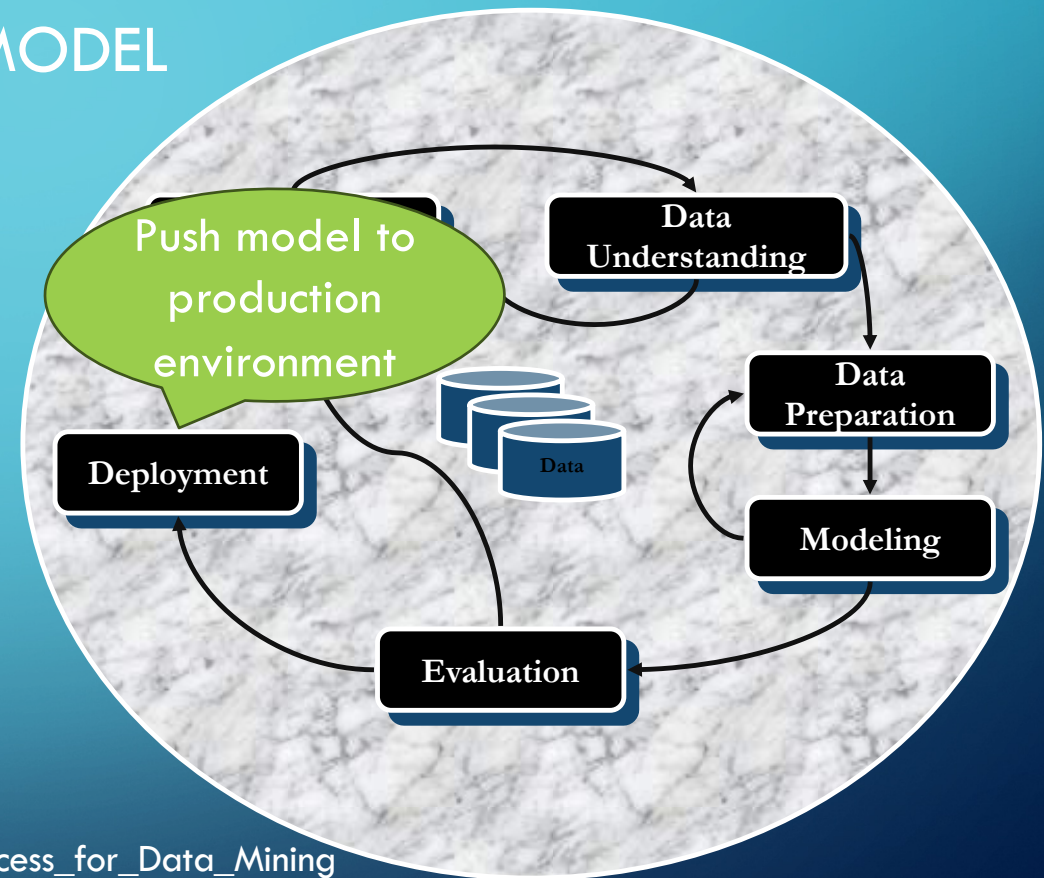 MODEL
Data
Understanding
Push model to
production
environment
Data
Preparation
Data
Deployment
Modeling
Evaluation
cess_for_Data_Mining